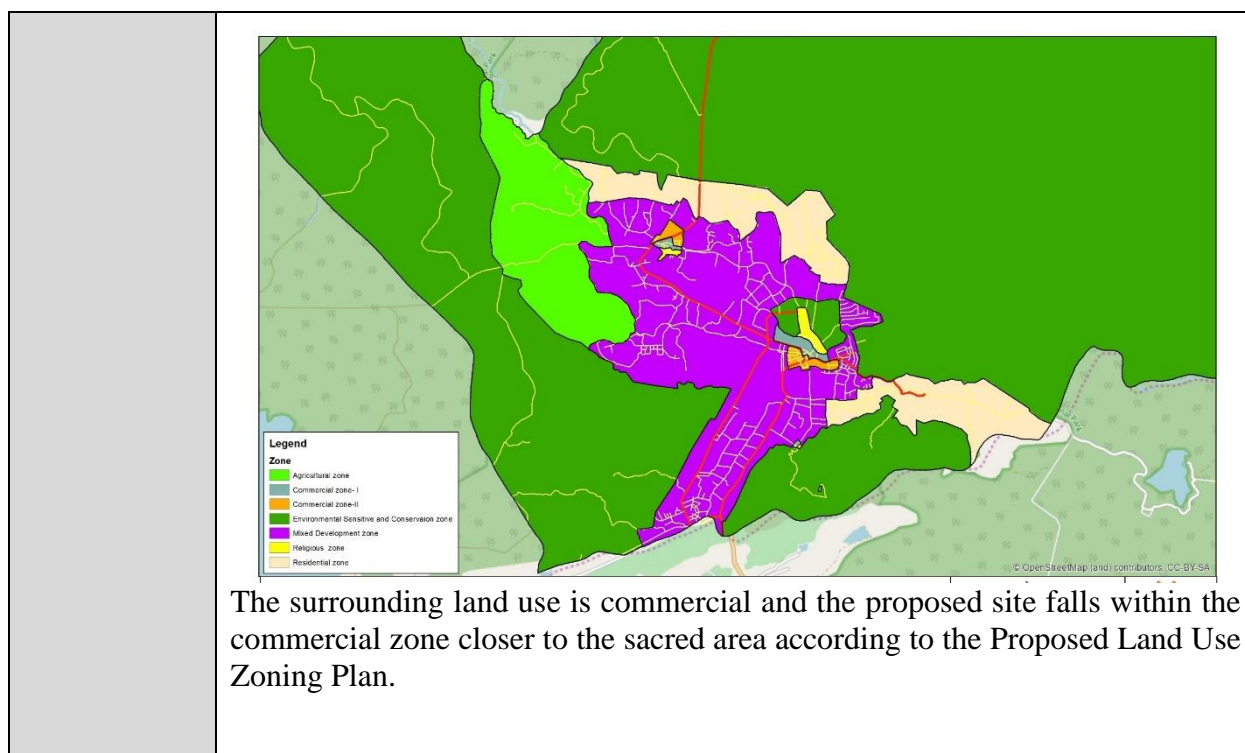 Legend
Zone
Agricultural zone
Commercial zone- I
Commercial zone-II
Environmental Sensitive and Conservaion zone
Mixed Development zone
Religious zone
Residential zone
© OpenStreetMap (and) contributors, CC-BY-SA
The surrounding land use is commercial and the proposed site falls within the
commercial zone closer to the sacred area according to the Proposed Land Use
Zoning Plan.